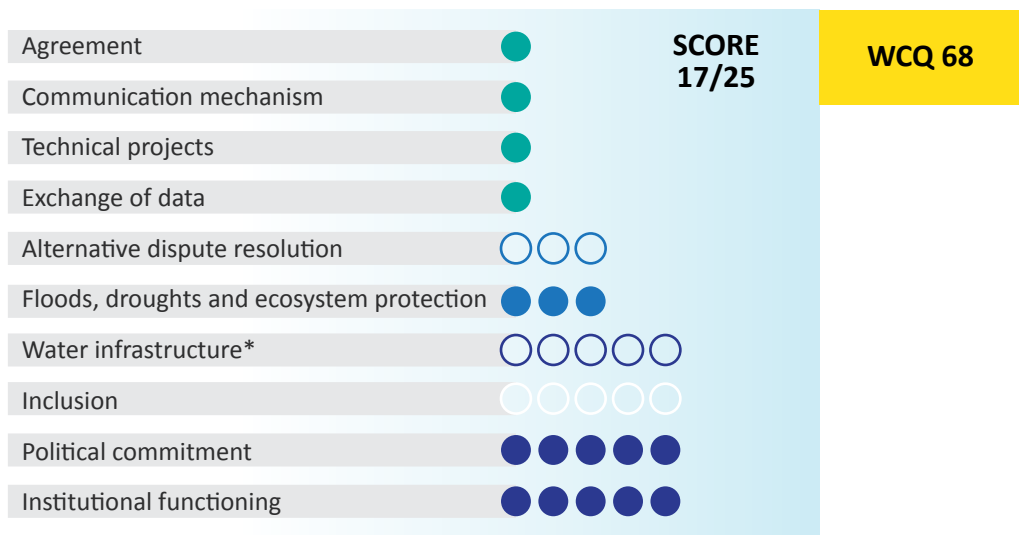 Agreement
Communication mechanism
Technical projects
Exchange of data
Alternative dispute resolution
Floods, droughts and ecosystem protection
Water infrastructure*
Inclusion
Political commitment
Institutional functioning
SCORE
17/25
WCQ 68